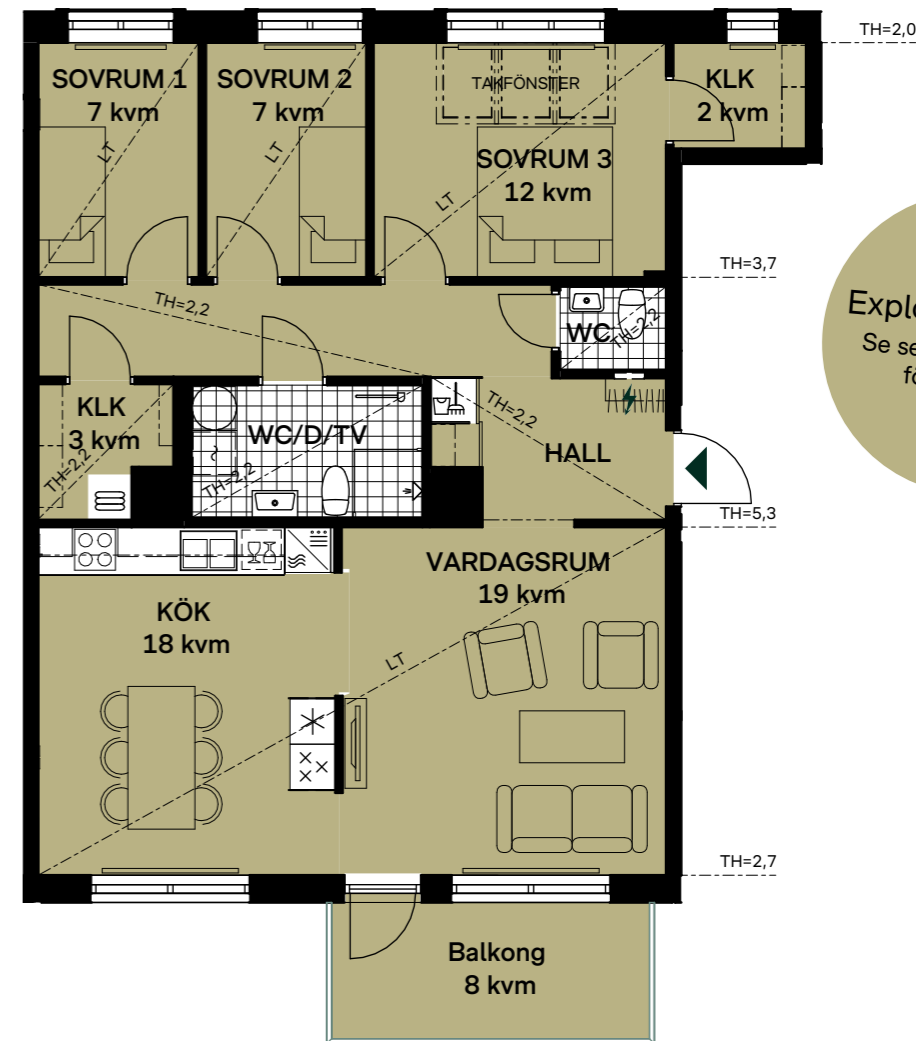 TH=2,0
SOVRUM 1
7 kvm
SOVRUM 2
7 kvm
TAKFÖNSTER
SOVRUM 3
12 kvm
KLK
2 kvm
LT
LT
LT
TH=3,7
TH=2,2
WC
TH=2,2
KLK
3 kvm
TH=2,2
WC/D/TV
TH=2,2
TH=2,2
HALL
TH=5,3
KÖK
18 kvm
VARDAGSRUM
19 kvm
LT
TH=2,7
Balkong
8 kvm
Se